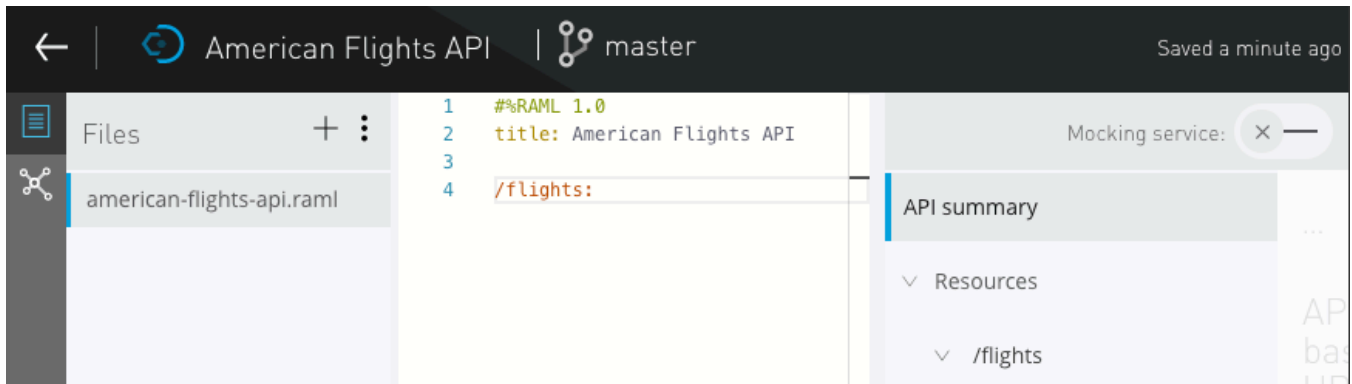 American Flights API
master
Saved a minute ago
Files
american-flights-api.raml
1 #%RAML 1.0
2 title: American Flights API
3
4 /flights:
Mocking service:
API summary
...
Resources
/flights